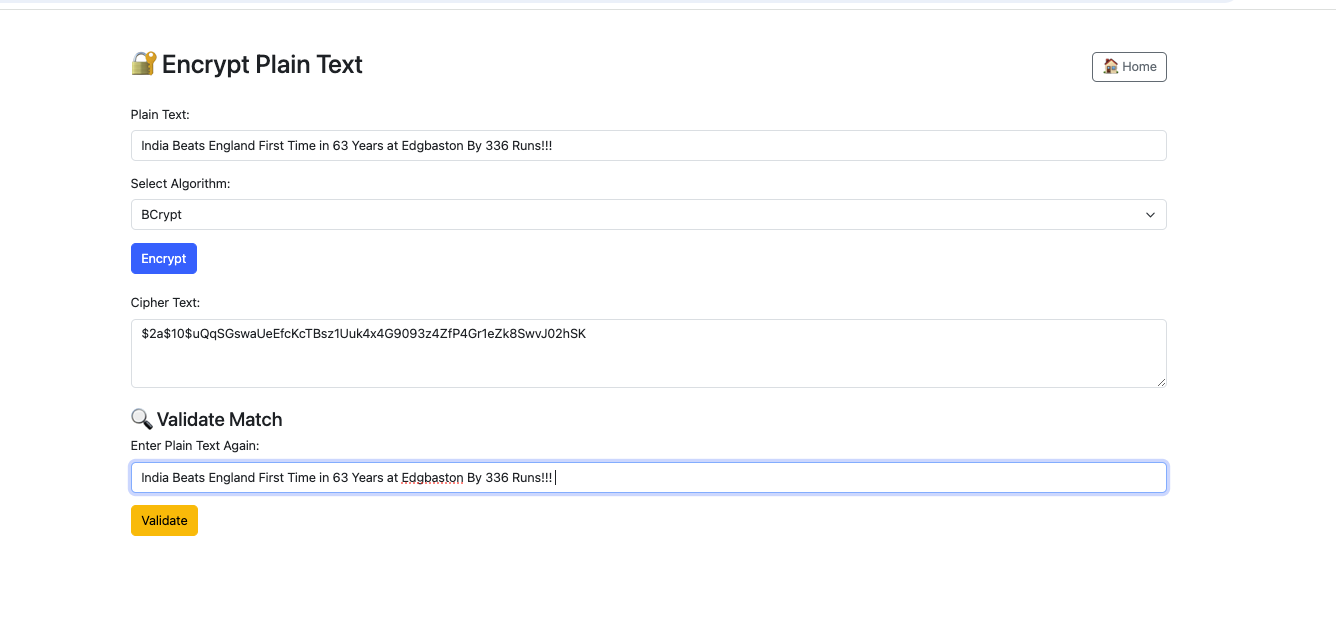 🔐 Encrypt Plain Text
🏠 Home
Plain Text:
India Beats England First Time in 63 Years at Edgbaston By 336 Runs!!!
Select Algorithm:
BCrypt
Encrypt
Cipher Text:
$2a$10$uQqSGswaUeEfcKcTBsz1Uuk4x4G9093z4ZfP4Gr1eZk8SwvJ02hSK
🔍 Validate Match
Enter Plain Text Again:
India Beats England First Time in 63 Years at Edgbaston By 336 Runs!!!
Validate